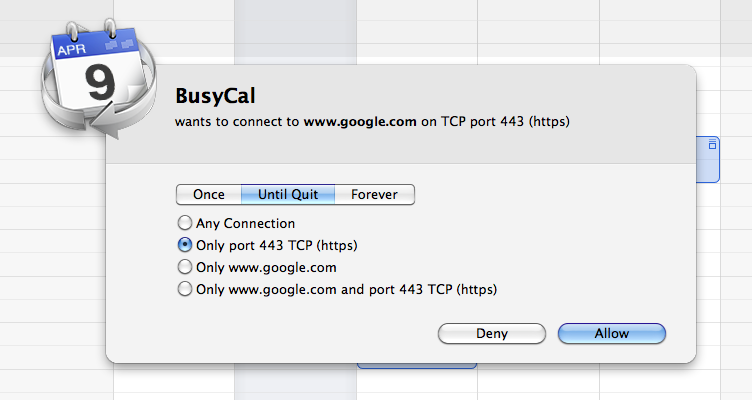 APR
9
BusyCal
wants to connect to www.google.com on TCP port 443 (https)
Once Until Quit Forever
Any Connection
Only port 443 TCP (https)
Only www.google.com
Only www.google.com and port 443 TCP (https)
Deny Allow